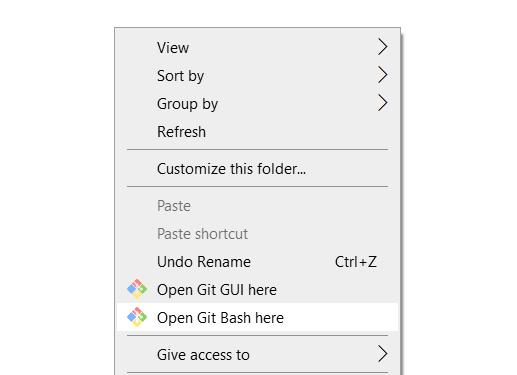 View
Sort by
Group by
Refresh
Customize this folder...
Paste
Paste shortcut
Undo Rename Ctrl+Z
Open Git GUI here
Open Git Bash here
Give access to